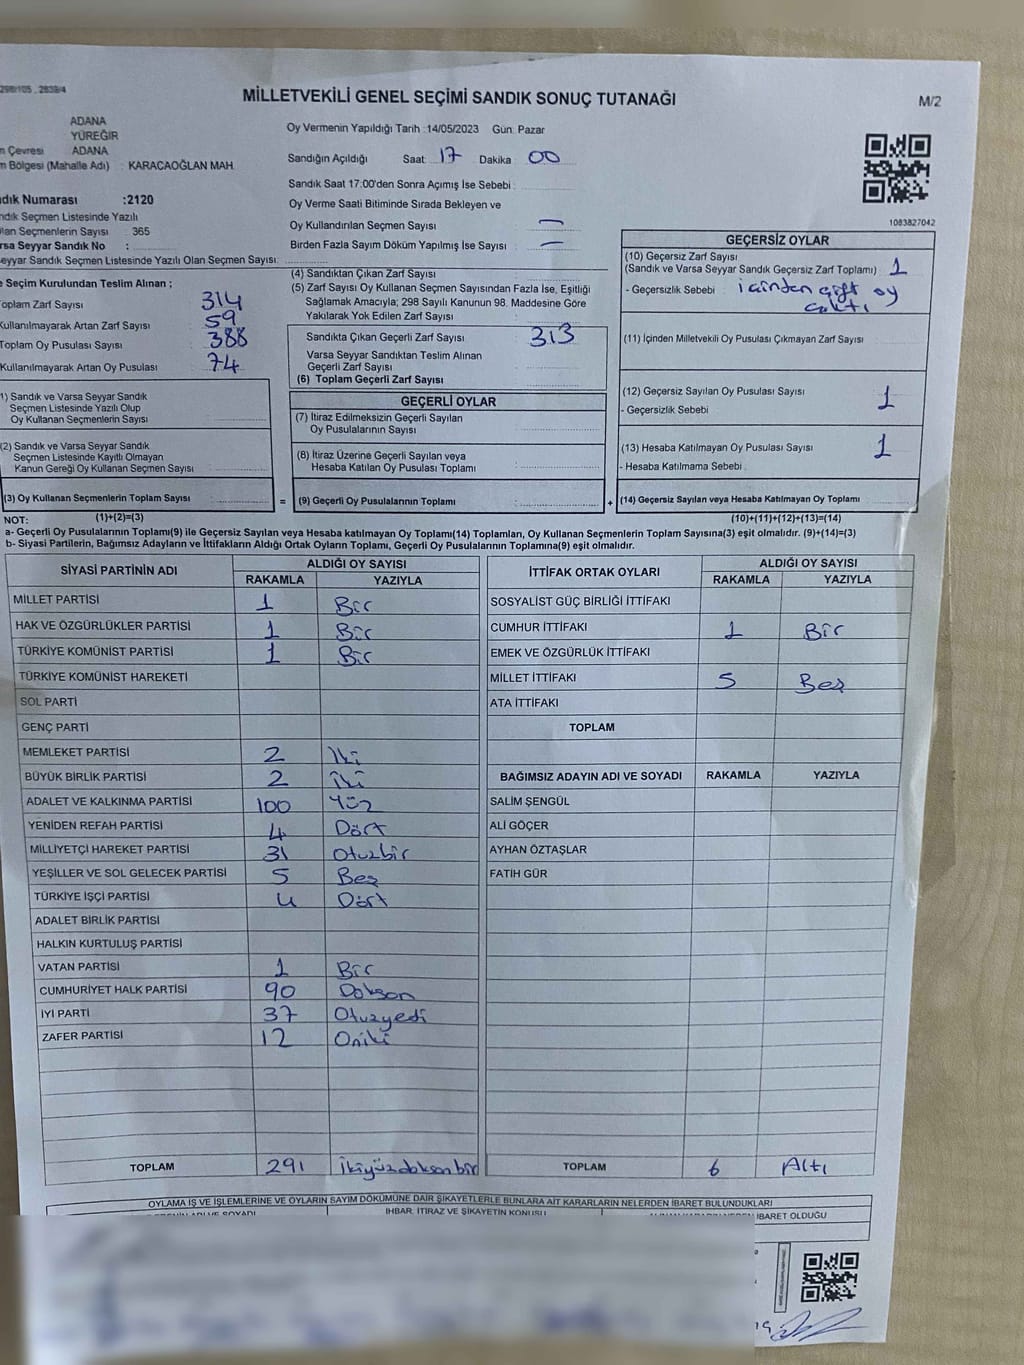 298/105 , 2839/4
MİLLETVEKİLİ GENEL SEÇİMİ SANDIK SONUÇ TUTANAĞI
M/2
ADANA
YÜREĞİR
Çevresi ADANA
Bölgesi (Mahalle Adı) : KARACAOĞLAN MAH.
Numarası :2120
Seçmen Listesinde Yazılı
Seçmenlerin Sayısı : 365
Seyyar Sandık No :
Seyyar Sandık Seçmen Listesinde Yazılı Olan Seçmen Sayısı:
Seçim Kurulundan Teslim Alınan ;
Zarf Sayısı 314
Kullanılmayarak Artan Zarf Sayısı 59
Toplam Oy Pusulası Sayısı 388
Kullanılmayarak Artan Oy Pusulası 74
1) Sandık ve Varsa Seyyar Sandık
Seçmen Listesinde Yazılı Olup
Oy Kullanan Seçmenlerin Sayısı
(2) Sandık ve Varsa Seyyar Sandık
Seçmen Listesinde Kayıtlı Olmayan
Kanun Gereği Oy Kullanan Seçmen Sayısı
(3) Oy Kullanan Seçmenlerin Toplam Sayısı
(1)+(2)=(3)
Oy Vermenin Yapıldığı Tarih :14/05/2023 Gün: Pazar
Sandığın Açıldığı Saat: 17 Dakika : 00
Sandık Saat 17:00'den Sonra Açımış İse Sebebi :
Oy Verme Saati Bitiminde Sırada Bekleyen ve
Oy Kullandırılan Seçmen Sayısı : —
Birden Fazla Sayım Döküm Yapılmış İse Sayısı : —
(4) Sandıktan Çıkan Zarf Sayısı
(5) Zarf Sayısı Oy Kullanan Seçmen Sayısından Fazla İse, Eşitliği
Sağlamak Amacıyla; 298 Sayılı Kanunun 98. Maddesine Göre
Yakılarak Yok Edilen Zarf Sayısı
Sandıkta Çıkan Geçerli Zarf Sayısı 313
Varsa Seyyar Sandıktan Teslim Alınan
Geçerli Zarf Sayısı
(6) Toplam Geçerli Zarf Sayısı
GEÇERLİ OYLAR
(7) İtiraz Edilmeksizin Geçerli Sayılan
Oy Pusulalarının Sayısı
(8) İtiraz Üzerine Geçerli Sayılan veya
Hesaba Katılan Oy Pusulası Toplamı
= (9) Geçerli Oy Pusulalarının Toplamı +
1083827042
GEÇERSİZ OYLAR
(10) Geçersiz Zarf Sayısı
(Sandık ve Varsa Seyyar Sandık Geçersiz Zarf Toplamı) 1
- Geçersizlik Sebebi : içinden çift oy
çıktı
(11) İçinden Milletvekili Oy Pusulası Çıkmayan Zarf Sayısı
(12) Geçersiz Sayılan Oy Pusulası Sayısı 1
- Geçersizlik Sebebi
(13) Hesaba Katılmayan Oy Pusulası Sayısı 1
- Hesaba Katılmama Sebebi :
(14) Geçersiz Sayılan veya Hesaba Katılmayan Oy Toplamı
(10)+(11)+(12)+(13)=(14)
NOT:
a- Geçerli Oy Pusulalarının Toplamı(9) ile Geçersiz Sayılan veya Hesaba katılmayan Oy Toplamı(14) Toplamları, Oy Kullanan Seçmenlerin Toplam Sayısına(3) eşit olmalıdır. (9)+(14)=(3)
b- Siyasi Partilerin, Bağımsız Adayların ve İttifakların Aldığı Ortak Oyların Toplamı, Geçerli Oy Pusulalarının Toplamına(9) eşit olmalıdır.
SİYASİ PARTİNİN ADI ALDIĞI OY SAYISI
RAKAMLA YAZIYLA
MİLLET PARTİSİ 1 Bir
HAK VE ÖZGÜRLÜKLER PARTİSİ 1 Bir
TÜRKİYE KOMÜNİST PARTİSİ 1 Bir
TÜRKİYE KOMÜNİST HAREKETİ
SOL PARTİ
GENÇ PARTİ
MEMLEKET PARTİSİ 2 İki
BÜYÜK BİRLİK PARTİSİ 2 İki
ADALET VE KALKINMA PARTİSİ 100 Yüz
YENİDEN REFAH PARTİSİ 4 Dört
MİLLİYETÇİ HAREKET PARTİSİ 31 Otuzbir
YEŞİLLER VE SOL GELECEK PARTİSİ 5 Beş
TÜRKİYE İŞÇİ PARTİSİ 4 Dört
ADALET BİRLİK PARTİSİ
HALKIN KURTULUŞ PARTİSİ
VATAN PARTİSİ 1 Bir
CUMHURİYET HALK PARTİSİ 90 Doksan
İYİ PARTİ 37 Otuzyedi
ZAFER PARTİSİ 12 Oniki
TOPLAM 291 İkiyüzdoksanbir
İTTİFAK ORTAK OYLARI ALDIĞI OY SAYISI
RAKAMLA YAZIYLA
SOSYALİST GÜÇ BİRLİĞİ İTTİFAKI
CUMHUR İTTİFAKI 1 Bir
EMEK VE ÖZGÜRLÜK İTTİFAKI
MİLLET İTTİFAKI 5 Beş
ATA İTTİFAKI
TOPLAM
BAĞIMSIZ ADAYIN ADI VE SOYADI RAKAMLA YAZIYLA
SALİM ŞENGÜL
ALİ GÖÇER
AYHAN ÖZTAŞLAR
FATİH GÜR
TOPLAM 6 Altı
OYLAMA İŞ VE İŞLEMLERİNE VE OYLARIN SAYIM DÖKÜMÜNE DAİR ŞİKAYETLERLE BUNLARA AİT KARARLARIN NELERDEN İBARET BULUNDUKLARI
İHBAR, İTİRAZ VE ŞİKAYETİN KONUSU
İBARET OLDUĞU